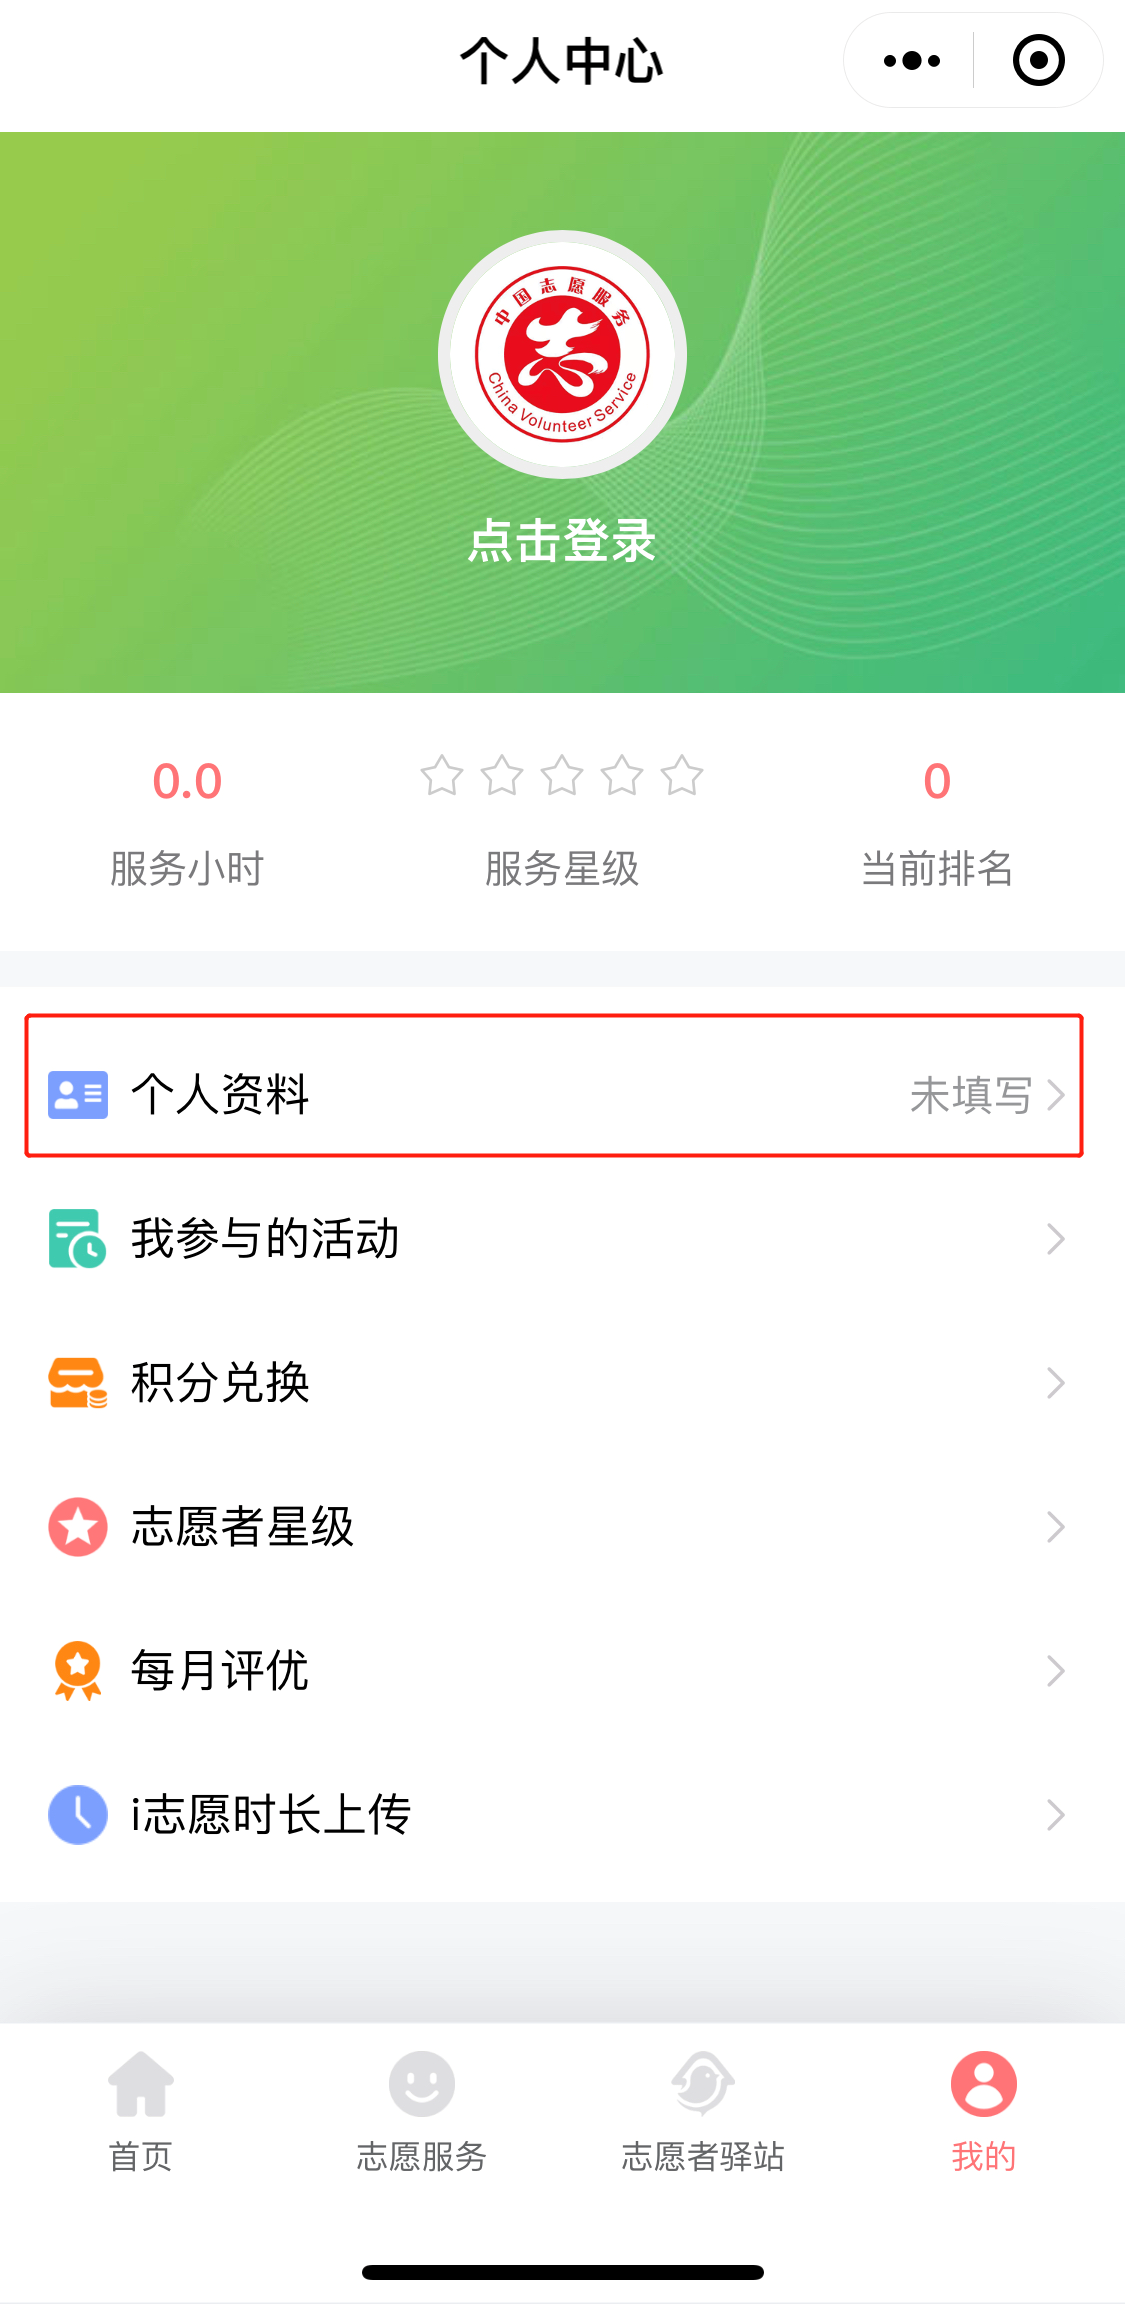 个人中心
中国志愿服务
China Volunteer Service
点击登录
0.0
0
服务小时
服务星级
当前排名
个人资料
未填写
我参与的活动
积分兑换
志愿者星级
每月评优
i志愿时长上传
首页
志愿服务
志愿者驿站
我的